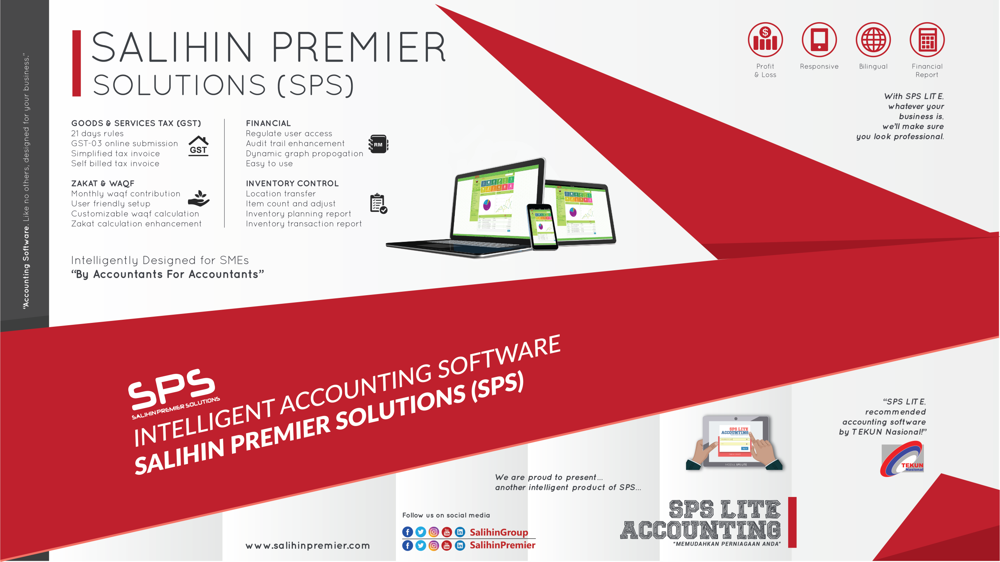 “Accounting Software. Like no others, designed for your business.”
SALIHIN PREMIER
SOLUTIONS (SPS)
GOODS & SERVICES TAX (GST)
21 days rules
GST-03 online submission
Simplified tax invoice
Self billed tax invoice
GST
ZAKAT & WAQF
Monthly waqf contribution
User friendly setup
Customizable waqf calculation
Zakat calculation enhancement
FINANCIAL
Regulate user access
Audit trail enhancement
Dynamic graph propogation
Easy to use
RM
INVENTORY CONTROL
Location transfer
Item count and adjust
Inventory planning report
Inventory transaction report
Intelligently Designed for SMEs
“By Accountants For Accountants”
$
Profit
& Loss
Responsive
Bilingual
Financial
Report
With SPS LITE,
whatever your
business is,
we’ll make sure
you look professional.
SPS
SALIHIN PREMIER SOLUTIONS
INTELLIGENT ACCOUNTING SOFTWARE
SALIHIN PREMIER SOLUTIONS (SPS)
“SPS LITE,
recommended
accounting software
by TEKUN Nasional!”
TEKUN
Nasional
SPS LITE
ACCOUNTING
Sign In
MODUL SPS LITE
We are proud to present...
another intelligent product of SPS...
SPS LITE
ACCOUNTING
“MEMUDAHKAN PERNIAGAAN ANDA”
Follow us on social media
SalihinGroup
SalihinPremier
www.salihinpremier.com